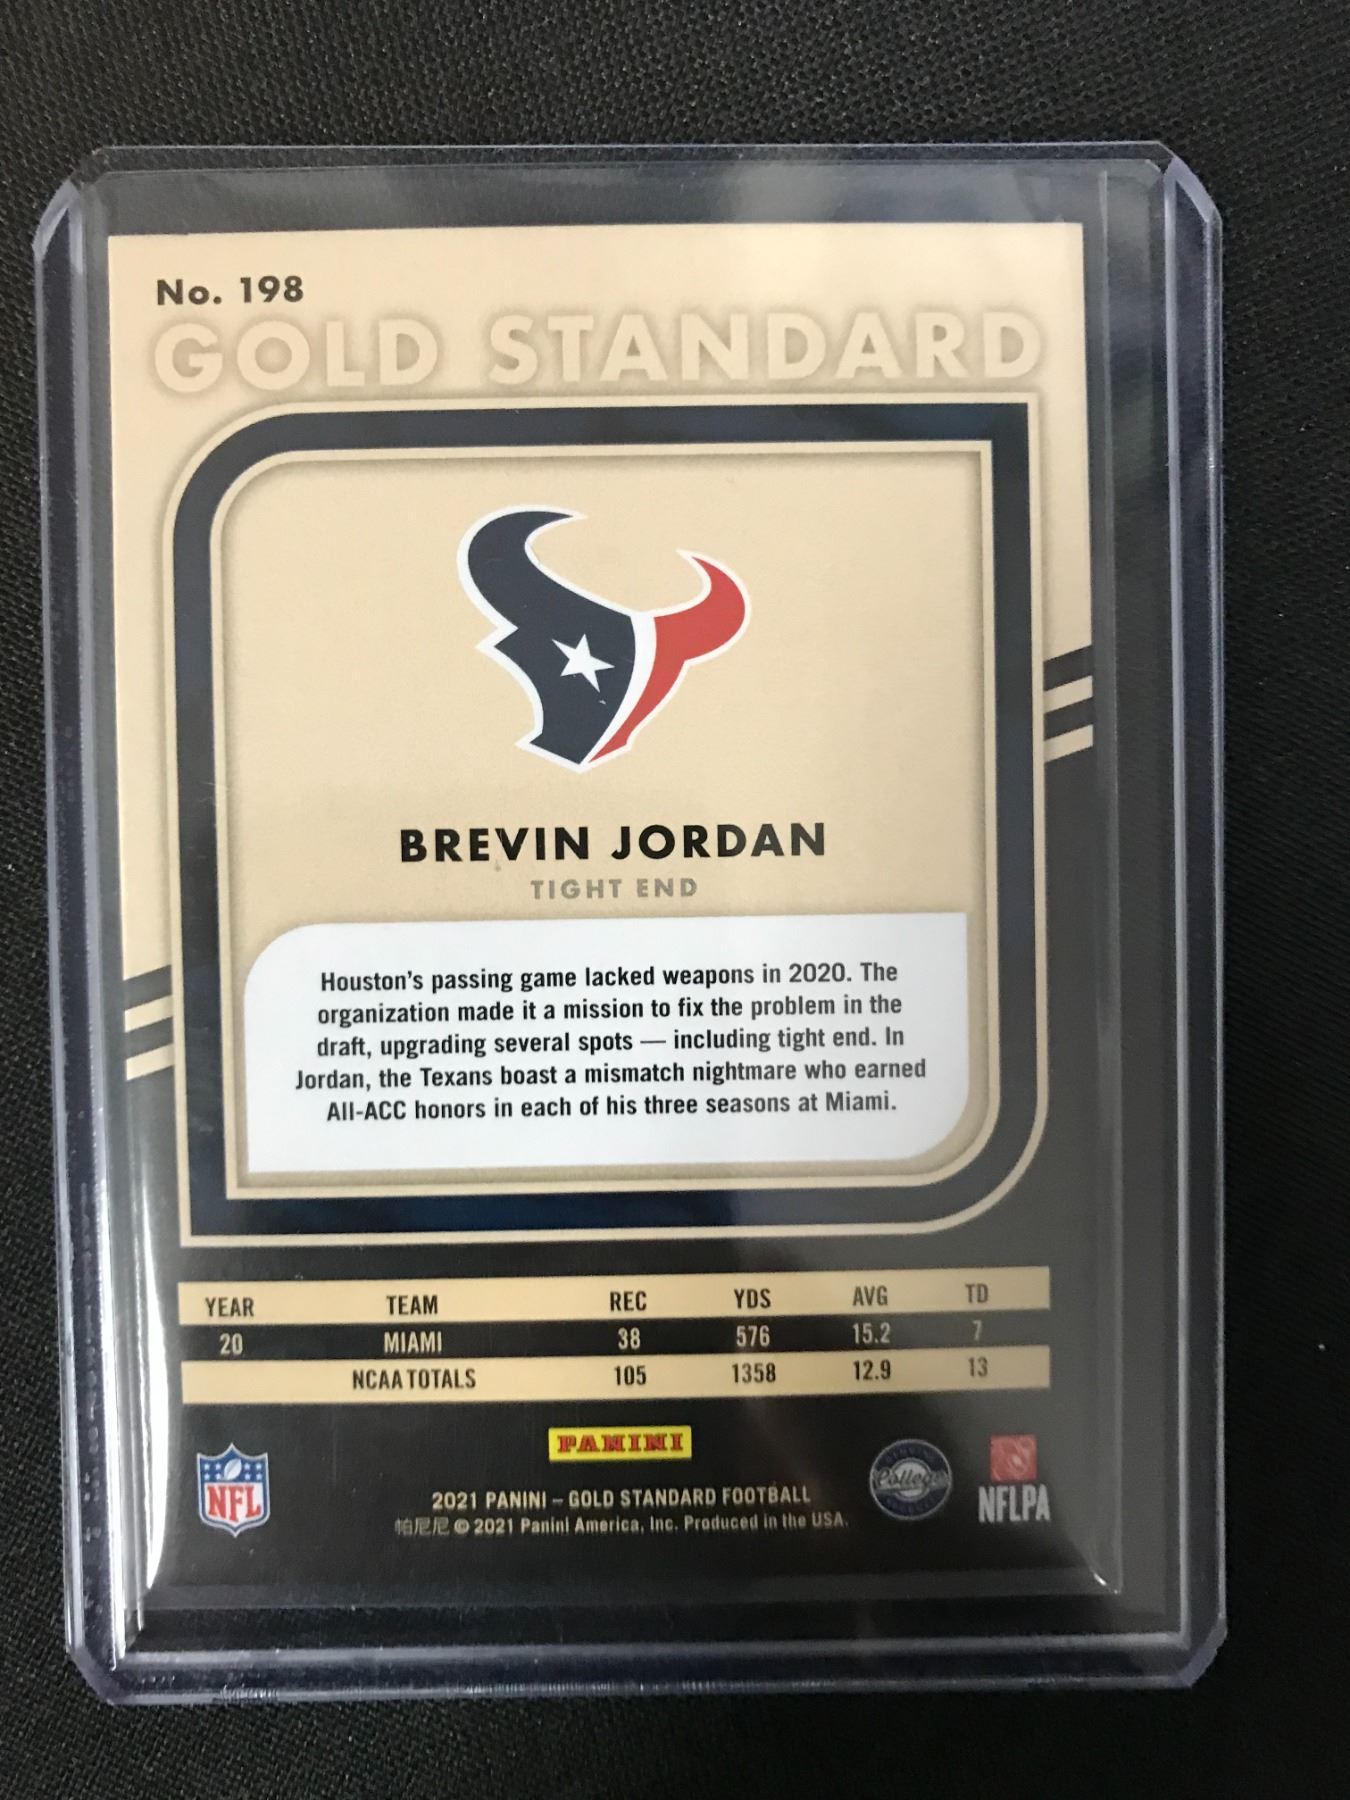 No. 198
GOLD STANDARD
BREVIN JORDAN
TIGHT END
Houston's passing game lacked weapons in 2020. The
organization made it a mission to fix the problem in the
draft, upgrading several spots — including tight end. In
Jordan, the Texans boast a mismatch nightmare who earned
All-ACC honors in each of his three seasons at Miami.
YEAR TEAM REC YDS AVG TD
20 MIAMI 38 576 15.2 7
NCAA TOTALS 105 1358 12.9 13
PANINI
NFL
College
NFLPA
2021 PANINI – GOLD STANDARD FOOTBALL
帕尼尼 © 2021 Panini America, Inc. Produced in the USA.